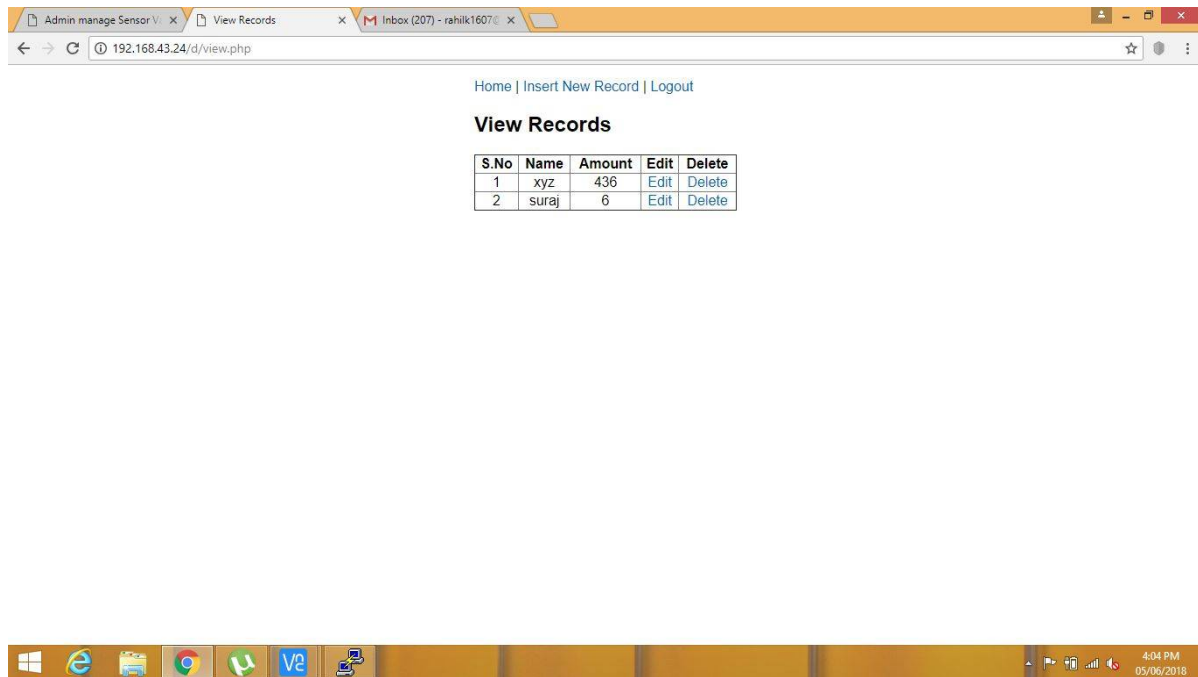 Admin manage Sensor V
View Records
Inbox (207) - rahilk1607@
192.168.43.24/d/view.php
Home | Insert New Record | Logout
View Records
S.No Name Amount Edit Delete
1 xyz 436 Edit Delete
2 suraj 6 Edit Delete
4:04 PM
05/06/2018